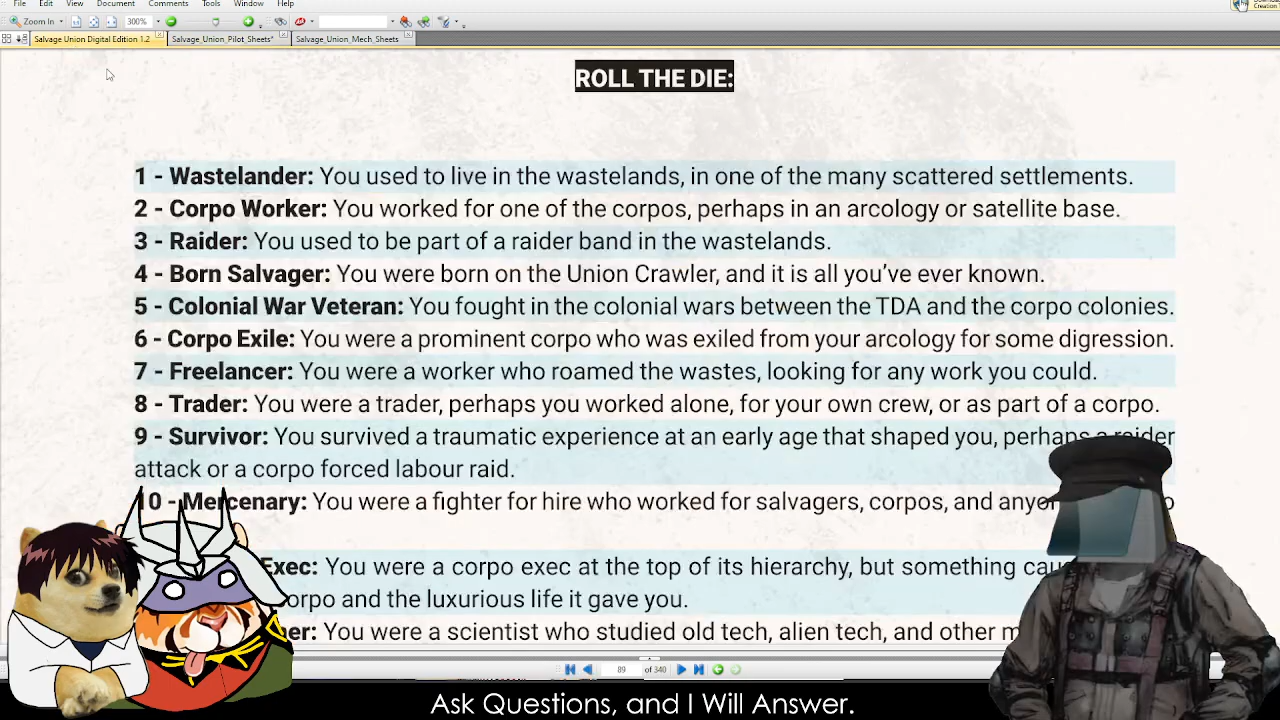 File Edit View Document Comments Tools Window Help
Zoom In 300%
Creation
Salvage Union Digital Edition 1.2 Salvage_Union_Pilot_Sheets* Salvage_Union_Mech_Sheets
ROLL THE DIE:
1 - Wastelander: You used to live in the wastelands, in one of the many scattered settlements.
2 - Corpo Worker: You worked for one of the corpos, perhaps in an arcology or satellite base.
3 - Raider: You used to be part of a raider band in the wastelands.
4 - Born Salvager: You were born on the Union Crawler, and it is all you've ever known.
5 - Colonial War Veteran: You fought in the colonial wars between the TDA and the corpo colonies.
6 - Corpo Exile: You were a prominent corpo who was exiled from your arcology for some digression.
7 - Freelancer: You were a worker who roamed the wastes, looking for any work you could.
8 - Trader: You were a trader, perhaps you worked alone, for your own crew, or as part of a corpo.
9 - Survivor: You survived a traumatic experience at an early age that shaped you, perhaps a raider
attack or a corpo forced labour raid.
10 - Mercenary: You were a fighter for hire who worked for salvagers, corpos, and
Exec: You were a corpo exec at the top of its hierarchy, but something
corpo and the luxurious life it gave you.
You were a scientist who studied old tech, alien tech, and other
89 of 340
Ask Questions, and I Will Answer.